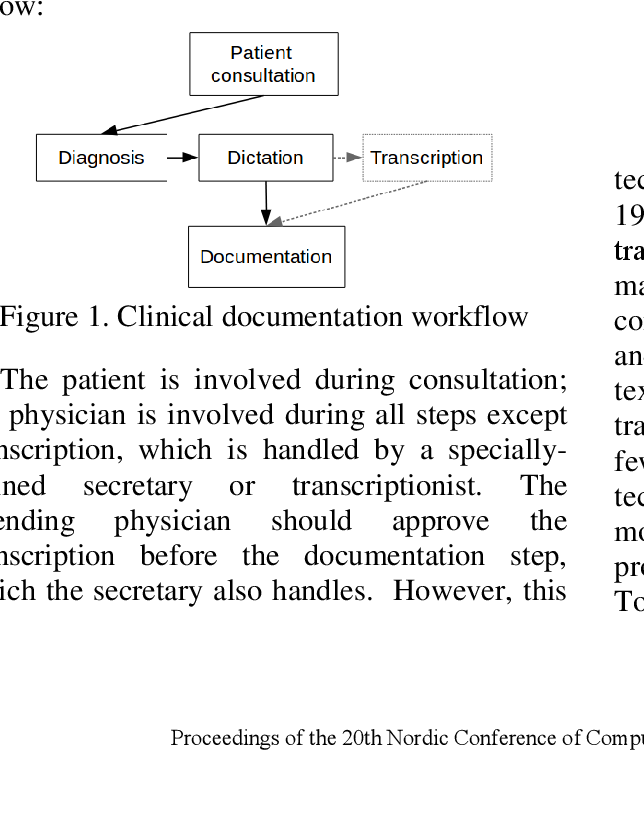 ow:
Patient
consultation
Diagnosis
Dictation
Transcription
Documentation
Figure 1. Clinical documentation workflow
The patient is involved during consultation;
physician is involved during all steps except
nscription, which is handled by a specially-
ned secretary or transcriptionist. The
ending physician should approve the
nscription before the documentation step,
ich the secretary also handles. However, this
tec
19
tra
ma
co
an
tex
tra
few
tec
mo
pro
To
Proceedings of the 20th Nordic Conference of Compu